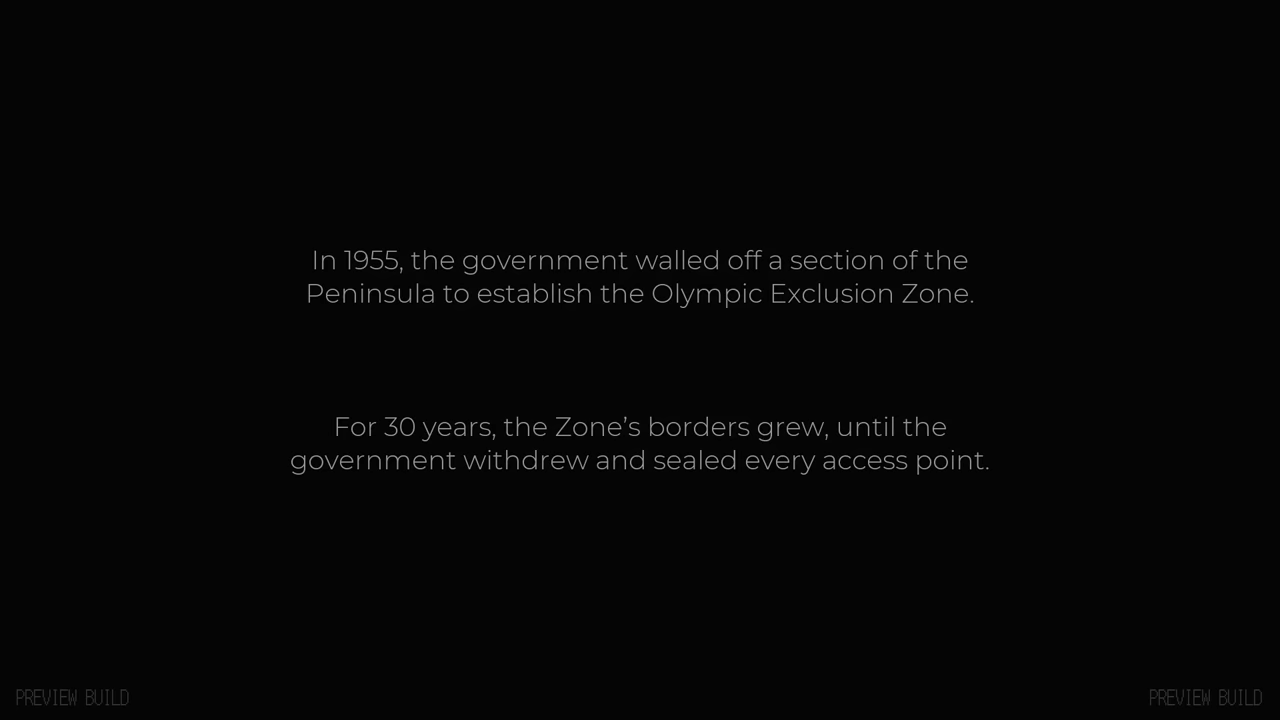 In 1955, the government walled off a section of the
Peninsula to establish the Olympic Exclusion Zone.
For 30 years, the Zone’s borders grew, until the
government withdrew and sealed every access point.
PREVIEW BUILD
PREVIEW BUILD